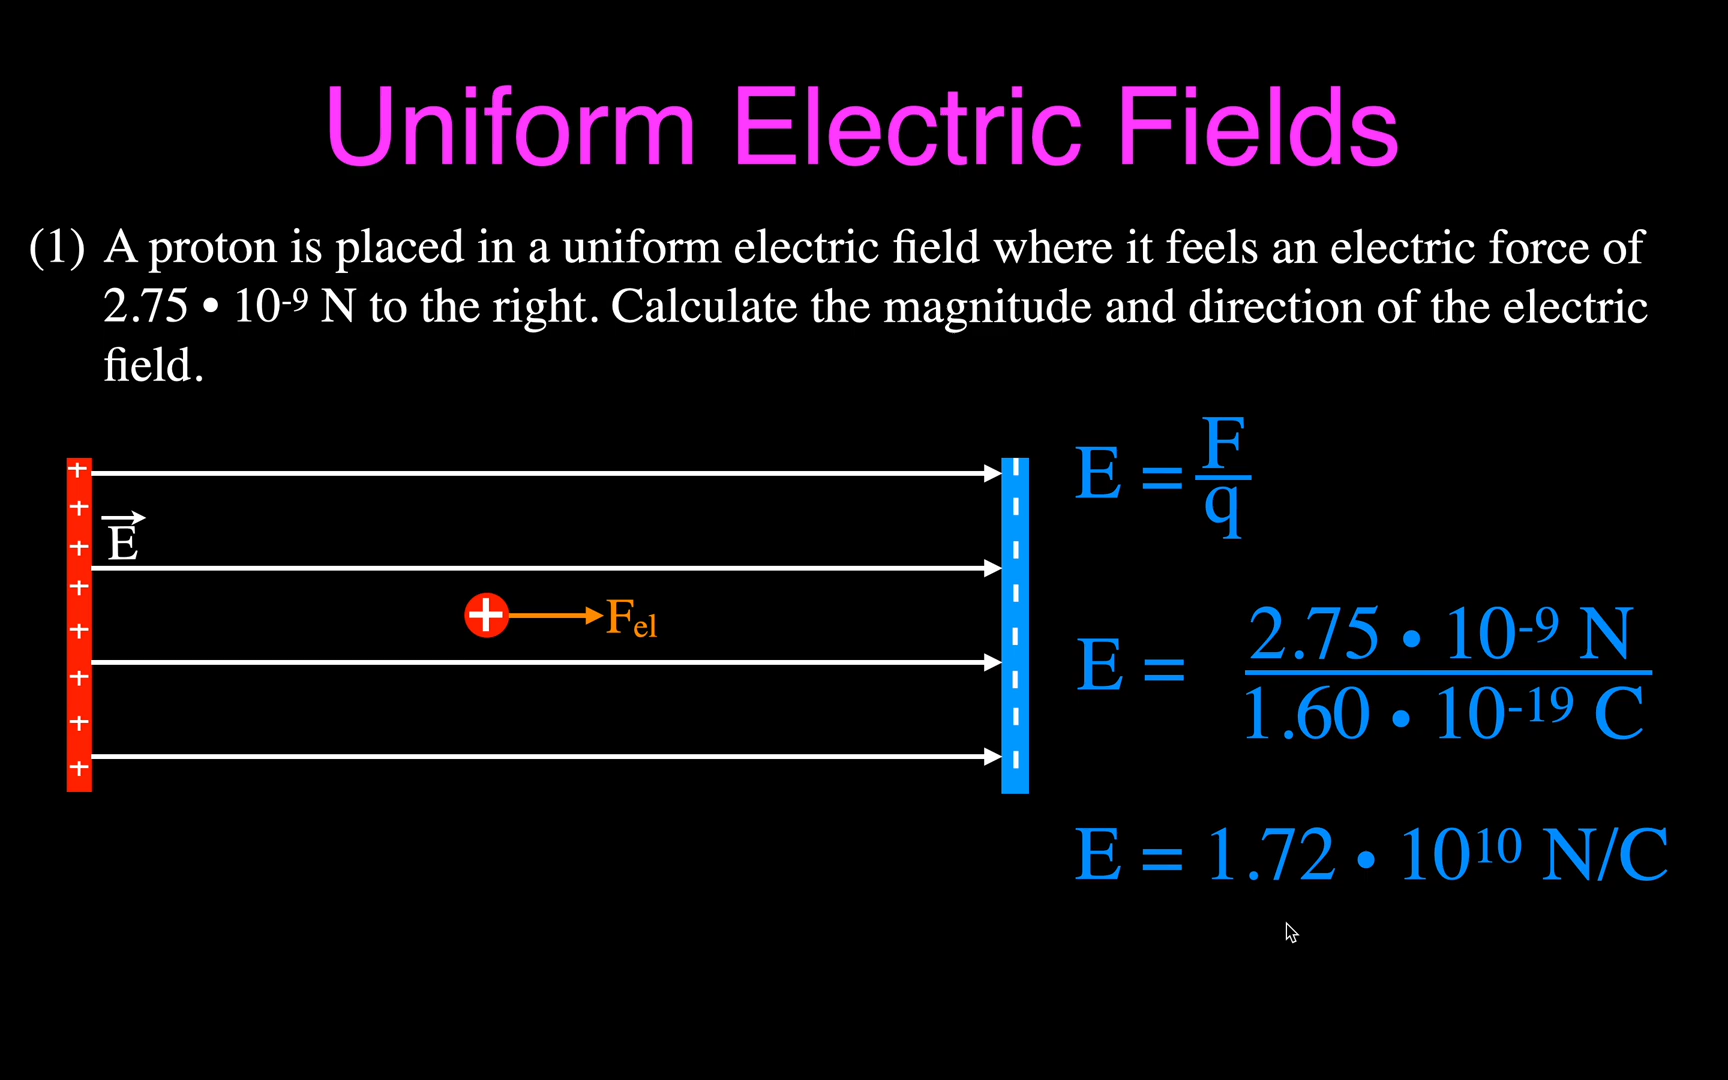 Uniform Electric Fields
(1) A proton is placed in a uniform electric field where it feels an electric force of
2.75 • 10⁻⁹ N to the right. Calculate the magnitude and direction of the electric
field.
+
+
+
+
+
+
+
+
E
+
Fel
E = F/q
E = 2.75 • 10⁻⁹ N / 1.60 • 10⁻¹⁹ C
E = 1.72 • 10¹⁰ N/C